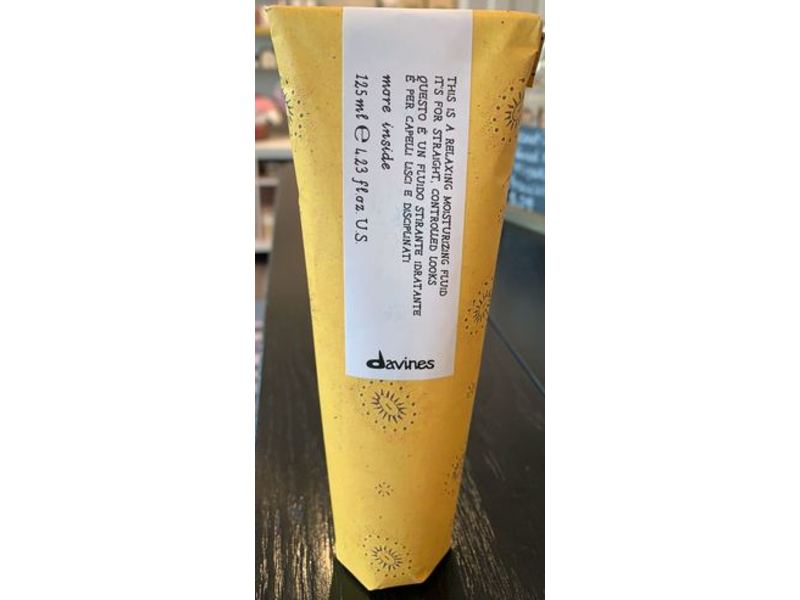 THIS IS A RELAXING MOISTURIZING FLUID
IT'S FOR STRAIGHT, CONTROLLED LOOKS
QUESTO È UN FLUIDO STIRANTE IDRATANTE
È PER CAPELLI LISCI E DISCIPLINATI
more inside
125 ml ℮ 4.23 fl.oz. U.S.
davines